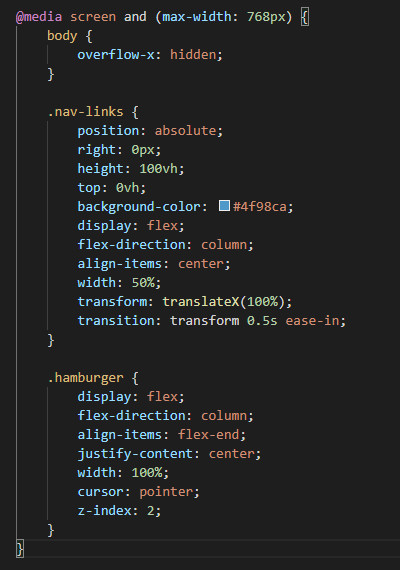 @media screen and (max-width: 768px) {
    body {
        overflow-x: hidden;
    }

    .nav-links {
        position: absolute;
        right: 0px;
        height: 100vh;
        top: 0vh;
        background-color: #4f98ca;
        display: flex;
        flex-direction: column;
        align-items: center;
        width: 50%;
        transform: translateX(100%);
        transition: transform 0.5s ease-in;
    }

    .hamburger {
        display: flex;
        flex-direction: column;
        align-items: flex-end;
        justify-content: center;
        width: 100%;
        cursor: pointer;
        z-index: 2;
    }
}